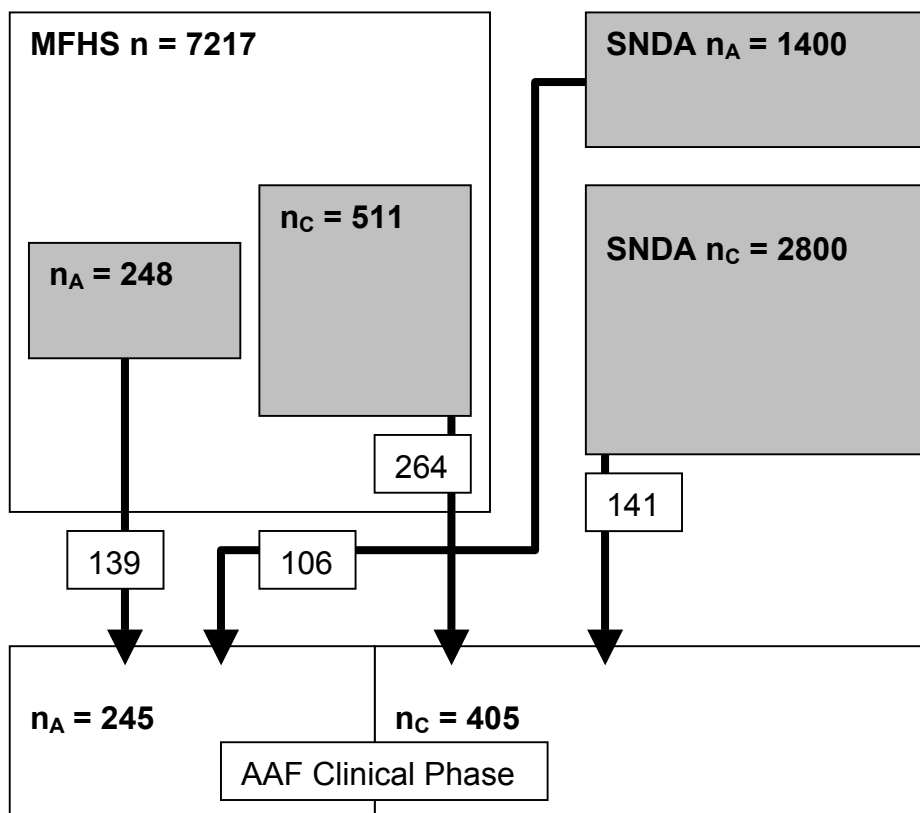 MFHS n = 7217
SNDA nA = 1400
nC = 511
SNDA nC = 2800
nA = 248
264
141
139
106
nA = 245
nC = 405
AAF Clinical Phase